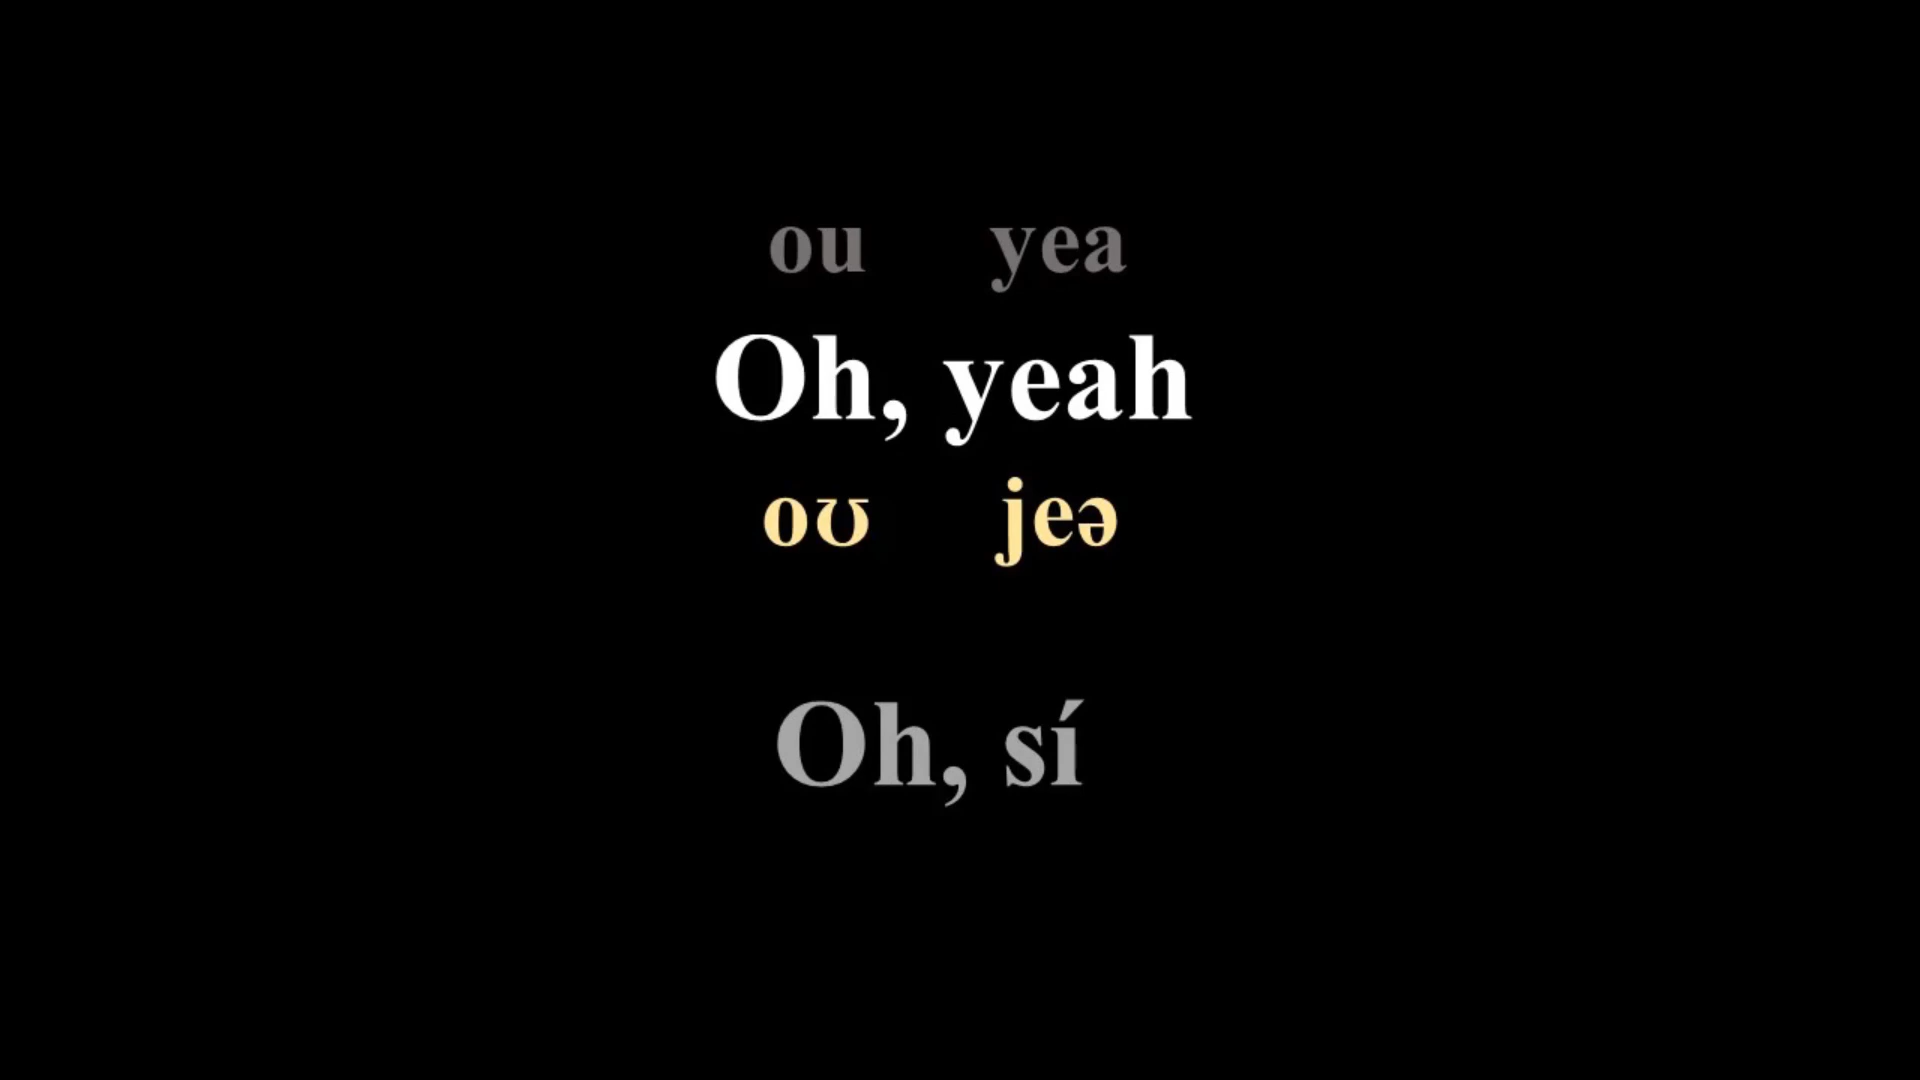 ou yea
Oh, yeah
oʊ jeə
Oh, sí